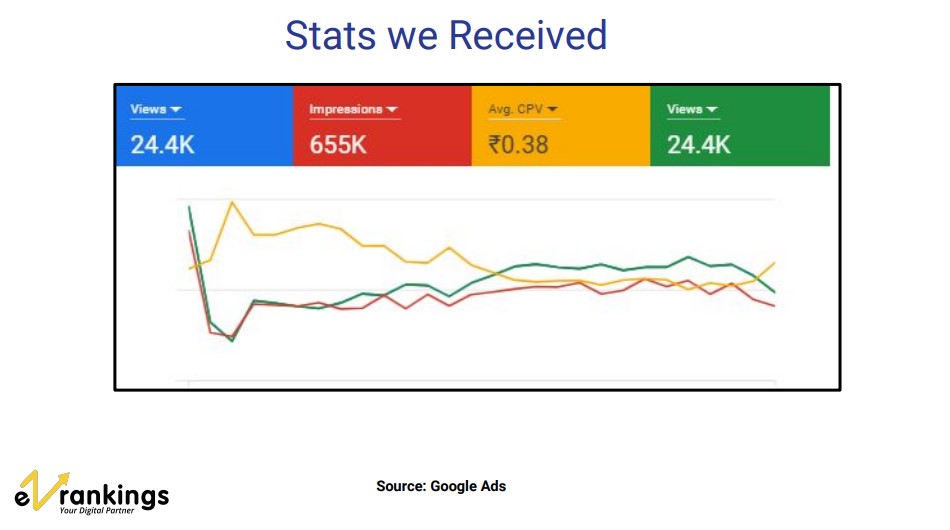 Stats we Received
Views
24.4K
Impressions
655K
Avg. CPV
₹0.38
Views
24.4K
eVrankings
Your Digital Partner
Source: Google Ads